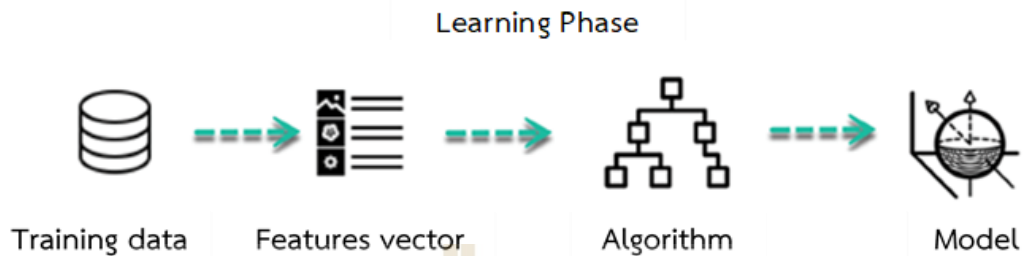 Learning Phase
Training data
Features vector
Algorithm
Model